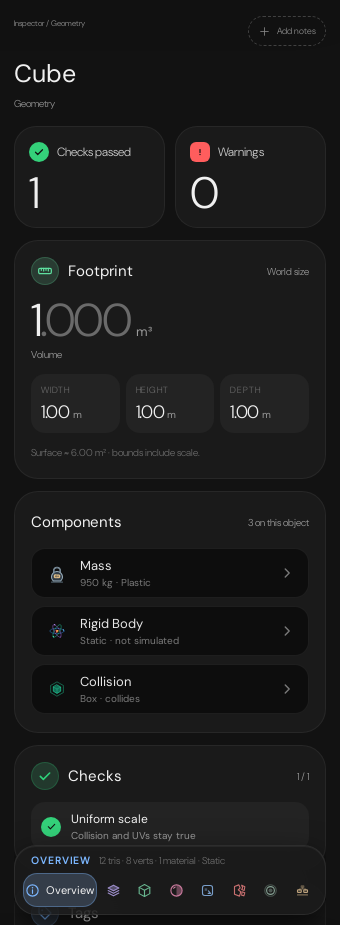 Inspector / Geometry
Add notes
Cube
Geometry
Checks passed
1
Warnings
0
Footprint
World size
1.000 m³
Volume
WIDTH
1.00 m
HEIGHT
1.00 m
DEPTH
1.00 m
Surface ≈ 6.00 m² · bounds include scale.
Components
3 on this object
Mass
950 kg · Plastic
Rigid Body
Static · not simulated
Collision
Box · collides
Checks
1 / 1
Uniform scale
Collision and UVs stay true
OVERVIEW 12 tris · 8 verts · 1 material · Static
Overview
Tags